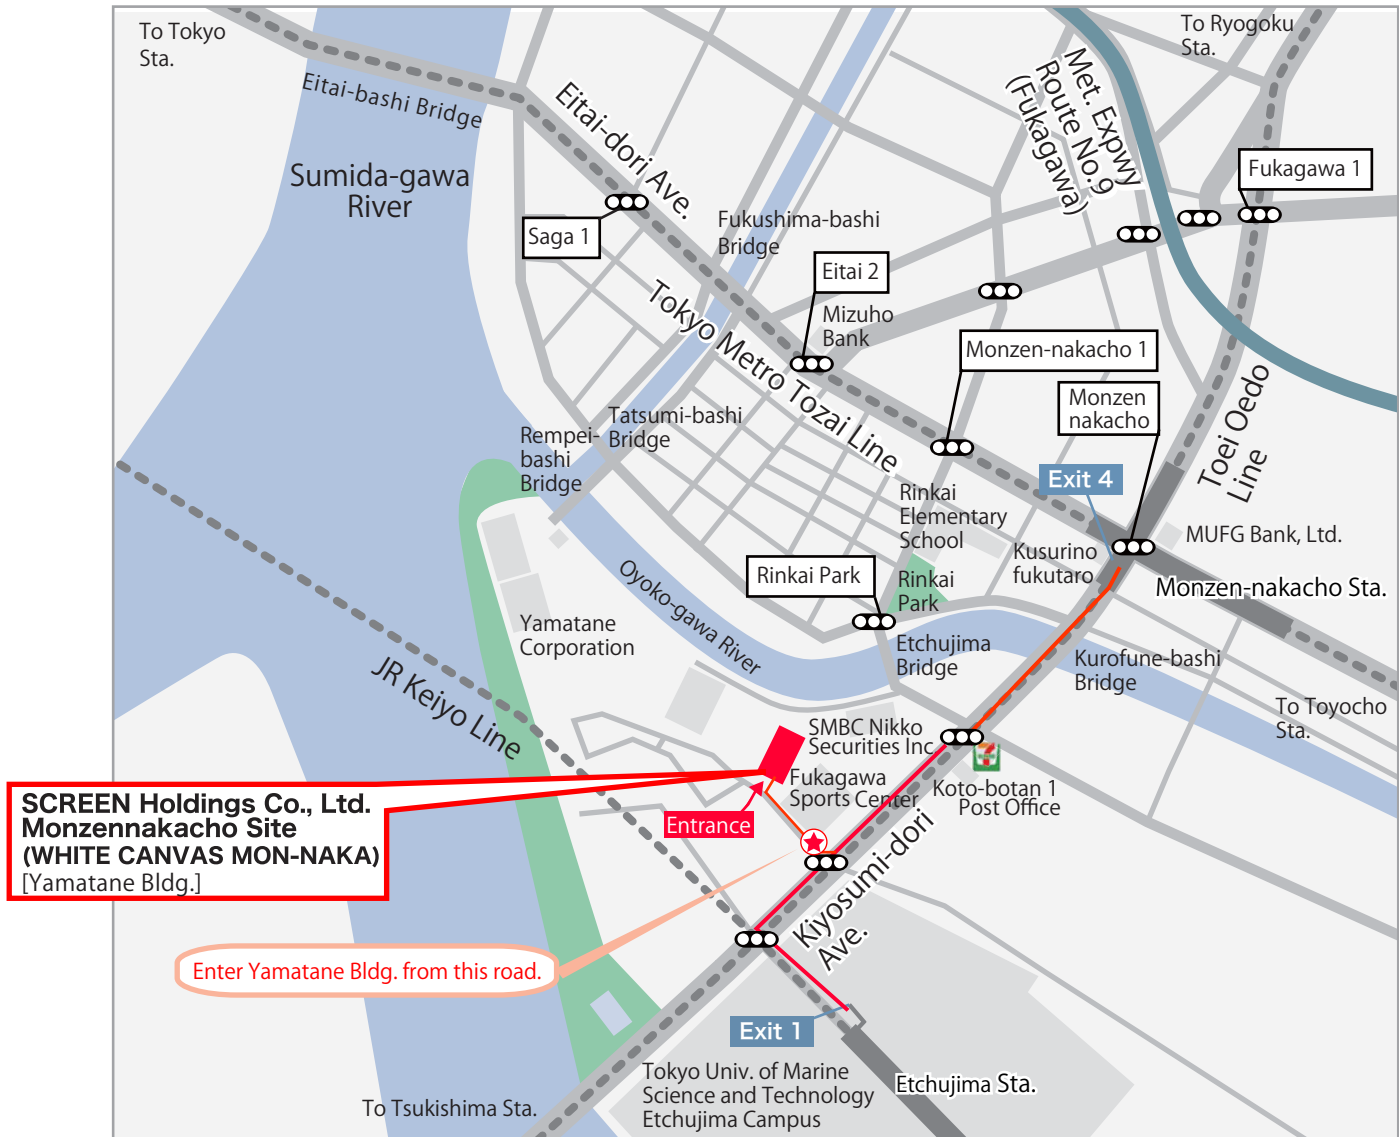 To Tokyo
Sta.
To Ryogoku
Sta.
Eitai-bashi Bridge
Eitai-dori Ave.
Met. Expwy
Route No.9
(Fukagawa)
Fukagawa 1
Sumida-gawa
River
Saga 1
Fukushima-bashi
Bridge
Eitai 2
Mizuho
Bank
Tokyo Metro Tozai Line
Monzen-nakacho 1
Monzen
nakacho
Toei Oedo
Line
Tatsumi-bashi
Bridge
Rempei-
bashi
Bridge
Exit 4
Rinkai
Elementary
School
MUFG Bank, Ltd.
Kusurino
fukutaro
Monzen-nakacho Sta.
Rinkai Park
Rinkai
Park
Oyoko-gawa River
Yamatane
Corporation
Etchujima
Bridge
Kurofune-bashi
Bridge
JR Keiyo Line
To Toyocho
Sta.
SMBC Nikko
Securities Inc
7
ELEVEN
Fukagawa
Sports Center
Koto-botan 1
Post Office
SCREEN Holdings Co., Ltd.
Monzennakacho Site
(WHITE CANVAS MON-NAKA)
[Yamatane Bldg.]
Entrance
Kiyosumi-dori
Ave.
Enter Yamatane Bldg. from this road.
Exit 1
Tokyo Univ. of Marine
Science and Technology
Etchujima Campus
Etchujima Sta.
To Tsukishima Sta.